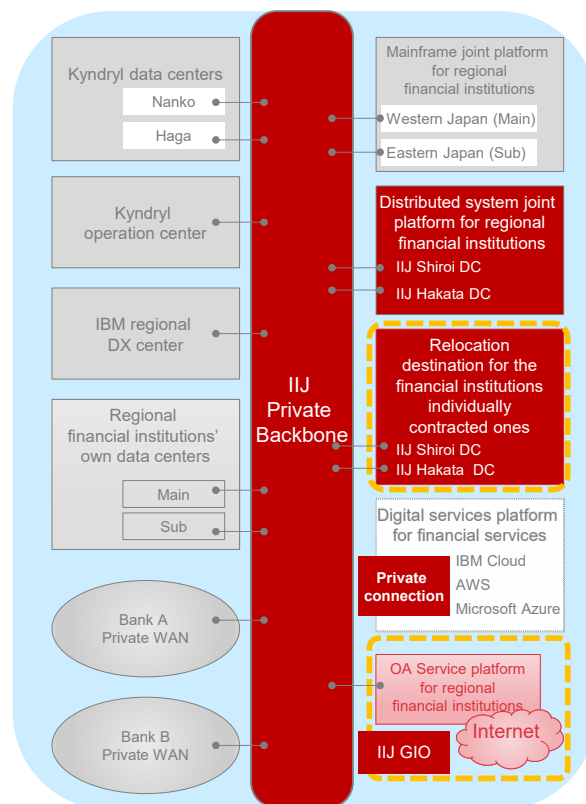 Kyndryl data centers
Nanko
Haga
Kyndryl
operation center
IBM regional
DX center
Regional
financial institutions’
own data centers
Main
Sub
Bank A
Private WAN
Bank B
Private WAN
IIJ
Private
Backbone
Mainframe joint platform
for regional
financial institutions
Western Japan (Main)
Eastern Japan (Sub)
Distributed system joint
platform for regional
financial institutions
IIJ Shiroi DC
IIJ Hakata DC
Relocation
destination for the
financial institutions
individually
contracted ones
IIJ Shiroi DC
IIJ Hakata DC
Digital services platform
for financial services
IBM Cloud
AWS
Microsoft Azure
Private
connection
OA Service platform
for regional
financial institutions
Internet
IIJ GIO